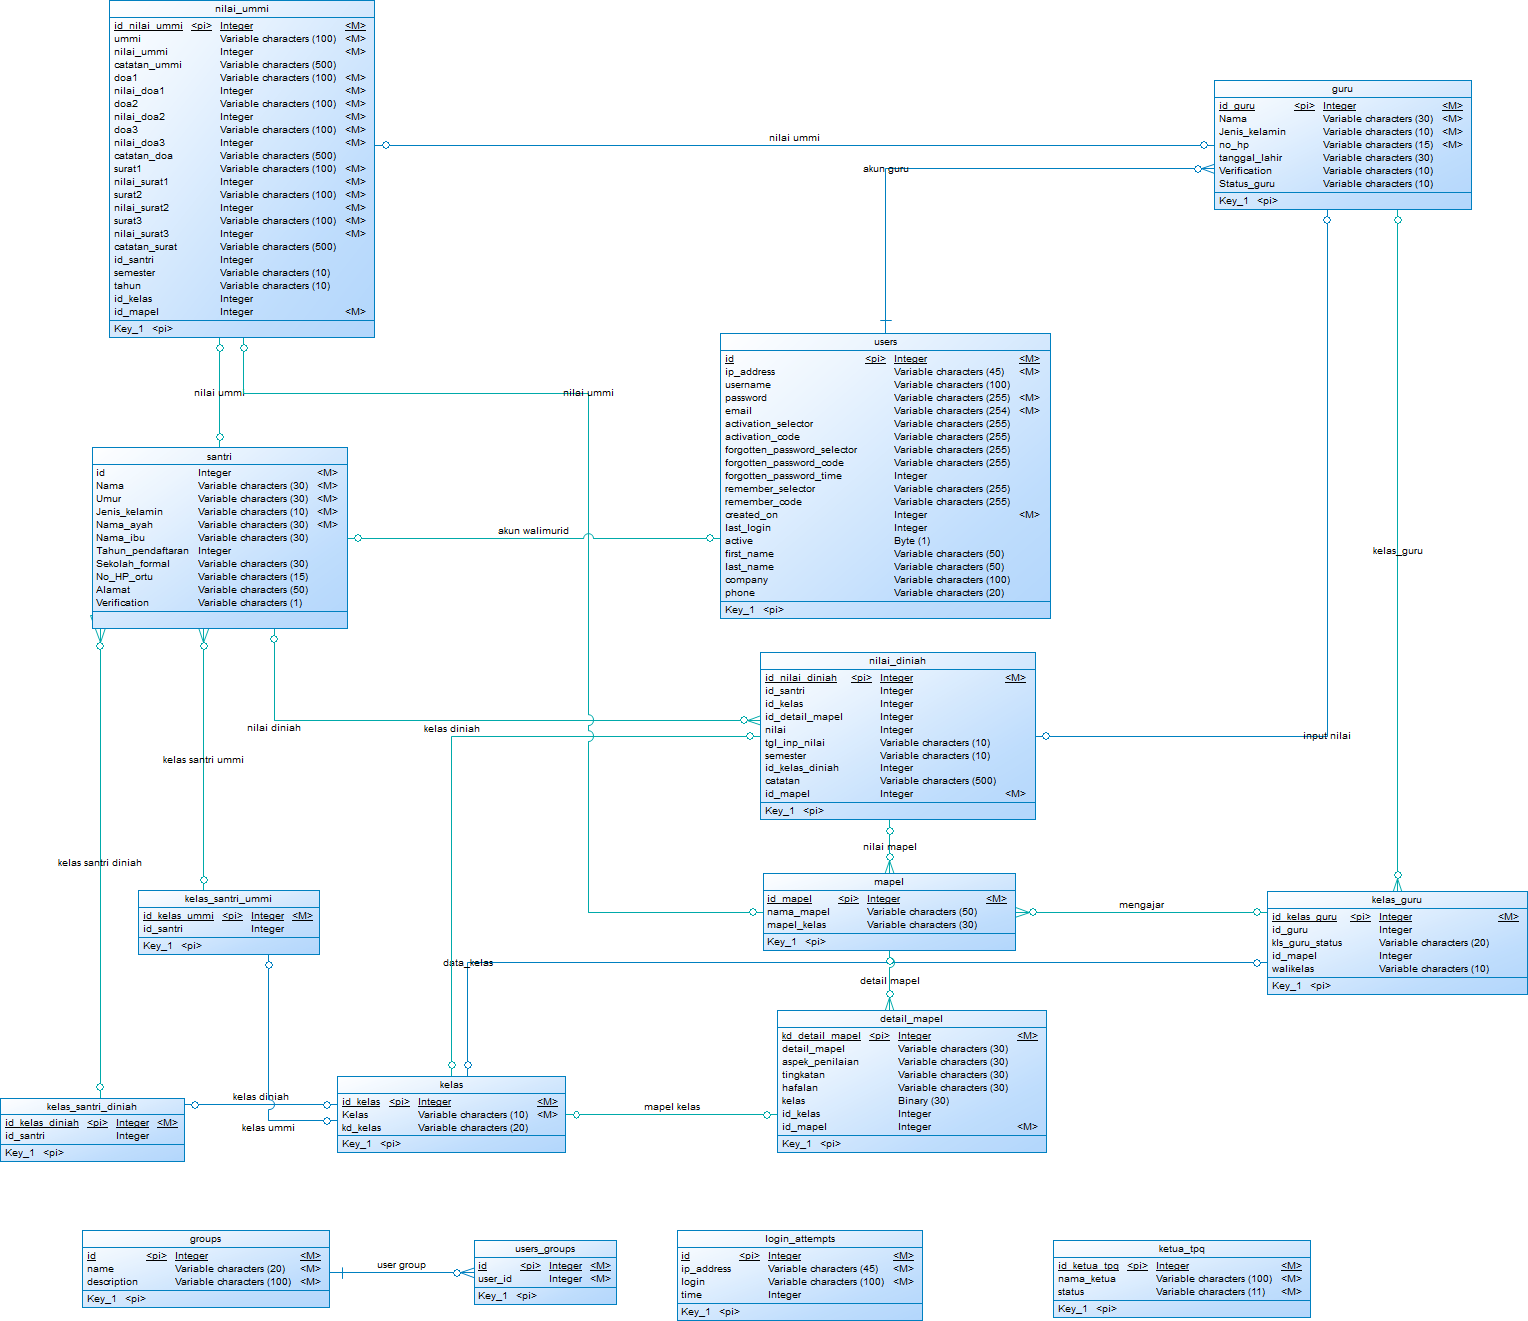 nilai_ummi
id_nilai_ummi <pi> Integer <M>
ummi Variable characters (100) <M>
nilai_ummi Integer <M>
catatan_ummi Variable characters (500)
doa1 Variable characters (100) <M>
nilai_doa1 Integer <M>
doa2 Variable characters (100) <M>
nilai_doa2 Integer <M>
doa3 Variable characters (100) <M>
nilai_doa3 Integer <M>
catatan_doa Variable characters (500)
surat1 Variable characters (100) <M>
nilai_surat1 Integer <M>
surat2 Variable characters (100) <M>
nilai_surat2 Integer <M>
surat3 Variable characters (100) <M>
nilai_surat3 Integer <M>
catatan_surat Variable characters (500)
id_santri Integer
semester Variable characters (10)
tahun Variable characters (10)
id_kelas Integer
id_mapel Integer <M>
Key_1 <pi>
guru
id_guru <pi> Integer <M>
Nama Variable characters (30) <M>
Jenis_kelamin Variable characters (10) <M>
no_hp Variable characters (15) <M>
tanggal_lahir Variable characters (30)
Verification Variable characters (10)
Status_guru Variable characters (10)
Key_1 <pi>
nilai ummi
akun guru
users
id <pi> Integer <M>
ip_address Variable characters (45) <M>
username Variable characters (100)
password Variable characters (255) <M>
email Variable characters (254) <M>
activation_selector Variable characters (255)
activation_code Variable characters (255)
forgotten_password_selector Variable characters (255)
forgotten_password_code Variable characters (255)
forgotten_password_time Integer
remember_selector Variable characters (255)
remember_code Variable characters (255)
created_on Integer <M>
last_login Integer
active Byte (1)
first_name Variable characters (50)
last_name Variable characters (50)
company Variable characters (100)
phone Variable characters (20)
Key_1 <pi>
nilai ummi
nilai ummi
santri
id Integer <M>
Nama Variable characters (30) <M>
Umur Variable characters (30) <M>
Jenis_kelamin Variable characters (10) <M>
Nama_ayah Variable characters (30) <M>
Nama_ibu Variable characters (30)
Tahun_pendaftaran Integer
Sekolah_formal Variable characters (30)
No_HP_ortu Variable characters (15)
Alamat Variable characters (50)
Verification Variable characters (1)
akun walimurid
kelas_guru
nilai_diniah
id_nilai_diniah <pi> Integer <M>
id_santri Integer
id_kelas Integer
id_detail_mapel Integer
nilai Integer
tgl_inp_nilai Variable characters (10)
semester Variable characters (10)
id_kelas_diniah Integer
catatan Variable characters (500)
id_mapel Integer <M>
Key_1 <pi>
nilai diniah
kelas diniah
input nilai
kelas santri ummi
nilai mapel
kelas santri diniah
kelas_santri_ummi
id_kelas_ummi <pi> Integer <M>
id_santri Integer
Key_1 <pi>
mapel
id_mapel <pi> Integer <M>
nama_mapel Variable characters (50)
mapel_kelas Variable characters (30)
Key_1 <pi>
mengajar
kelas_guru
id_kelas_guru <pi> Integer <M>
id_guru Integer
kls_guru_status Variable characters (20)
id_mapel Integer
walikelas Variable characters (10)
Key_1 <pi>
data_kelas
detail mapel
detail_mapel
kd_detail_mapel <pi> Integer <M>
detail_mapel Variable characters (30)
aspek_penilaian Variable characters (30)
tingkatan Variable characters (30)
hafalan Variable characters (30)
kelas Binary (30)
id_kelas Integer
id_mapel Integer <M>
Key_1 <pi>
kelas_santri_diniah
id_kelas_diniah <pi> Integer <M>
id_santri Integer
Key_1 <pi>
kelas diniah
kelas ummi
kelas
id_kelas <pi> Integer <M>
Kelas Variable characters (10) <M>
kd_kelas Variable characters (20)
Key_1 <pi>
mapel kelas
groups
id <pi> Integer <M>
name Variable characters (20) <M>
description Variable characters (100) <M>
Key_1 <pi>
user group
users_groups
id <pi> Integer <M>
user_id Integer <M>
Key_1 <pi>
login_attempts
id <pi> Integer <M>
ip_address Variable characters (45) <M>
login Variable characters (100) <M>
time Integer
Key_1 <pi>
ketua_tpq
id_ketua_tpq <pi> Integer <M>
nama_ketua Variable characters (100) <M>
status Variable characters (11) <M>
Key_1 <pi>